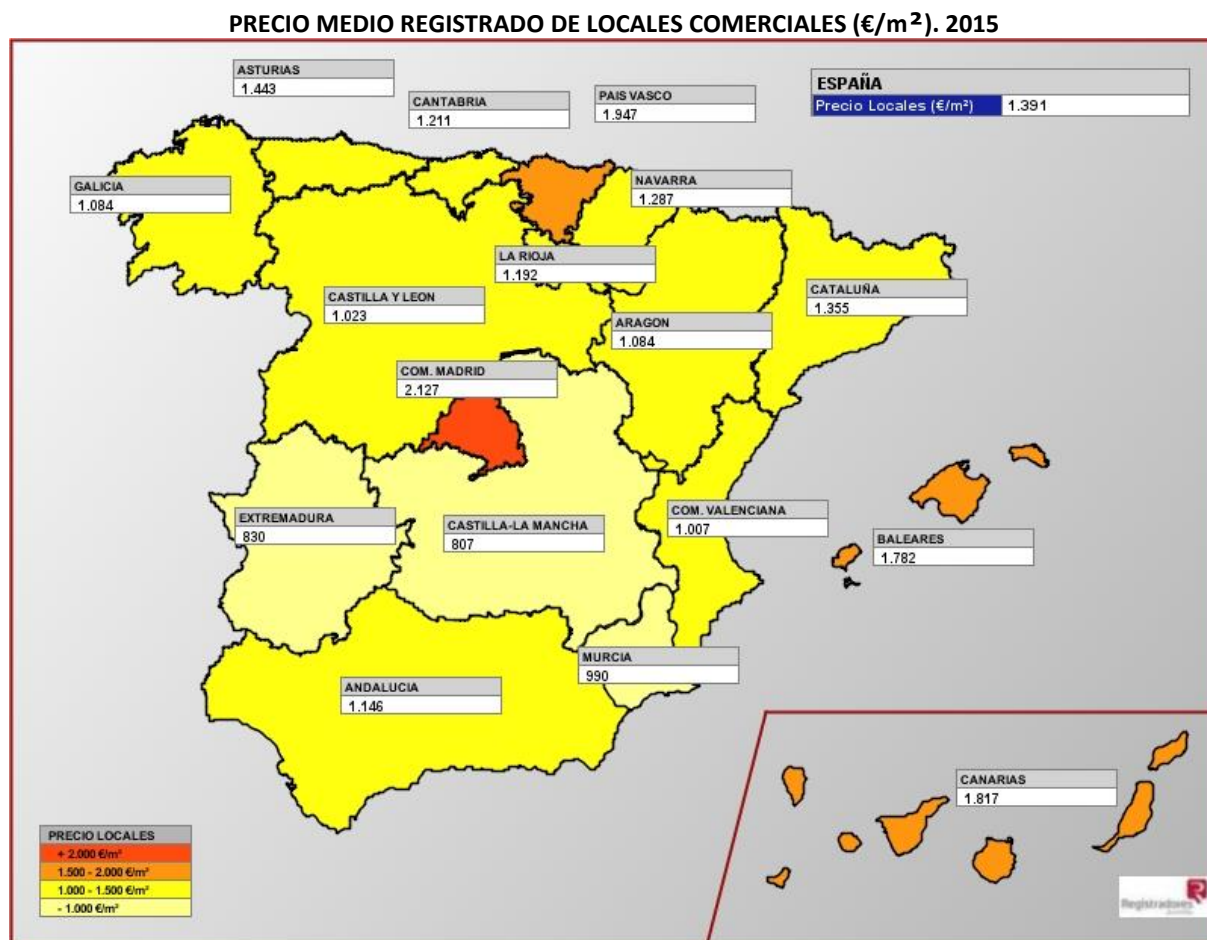 PRECIO MEDIO REGISTRADO DE LOCALES COMERCIALES (€/m²). 2015
ASTURIAS
1.443
CANTABRIA
1.211
PAIS VASCO
1.947
ESPAÑA
Precio Locales (€/m²) 1.391
GALICIA
1.084
NAVARRA
1.287
LA RIOJA
1.192
CASTILLA Y LEON
1.023
ARAGON
1.084
CATALUÑA
1.355
COM. MADRID
2.127
EXTREMADURA
830
CASTILLA-LA MANCHA
807
COM. VALENCIANA
1.007
BALEARES
1.782
MURCIA
990
ANDALUCIA
1.146
CANARIAS
1.817
PRECIO LOCALES
+ 2.000 €/m²
1.500 - 2.000 €/m²
1.000 - 1.500 €/m²
- 1.000 €/m²
Registradores